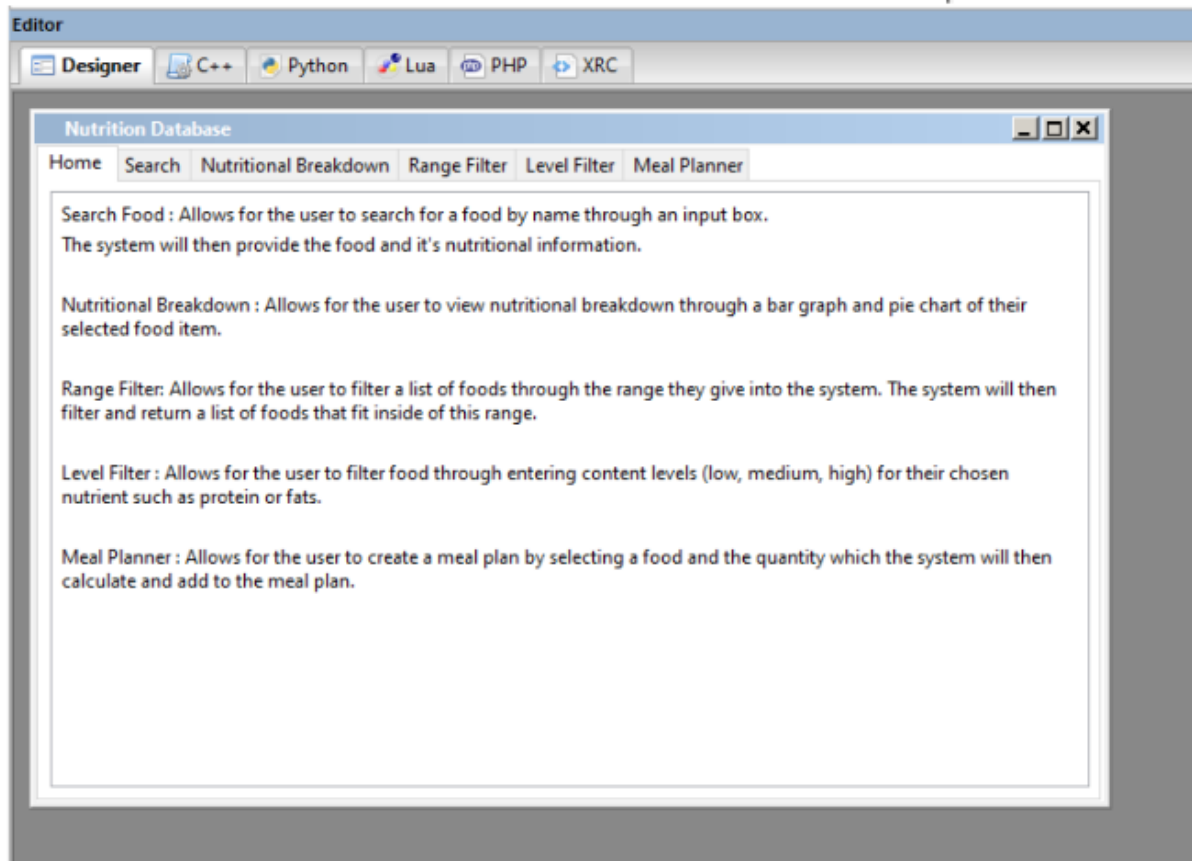 Editor
Designer C++ Python Lua PHP XRC
Nutrition Database
Home Search Nutritional Breakdown Range Filter Level Filter Meal Planner
Search Food : Allows for the user to search for a food by name through an input box.
The system will then provide the food and it's nutritional information.
Nutritional Breakdown : Allows for the user to view nutritional breakdown through a bar graph and pie chart of their
selected food item.
Range Filter: Allows for the user to filter a list of foods through the range they give into the system. The system will then
filter and return a list of foods that fit inside of this range.
Level Filter : Allows for the user to filter food through entering content levels (low, medium, high) for their chosen
nutrient such as protein or fats.
Meal Planner : Allows for the user to create a meal plan by selecting a food and the quantity which the system will then
calculate and add to the meal plan.